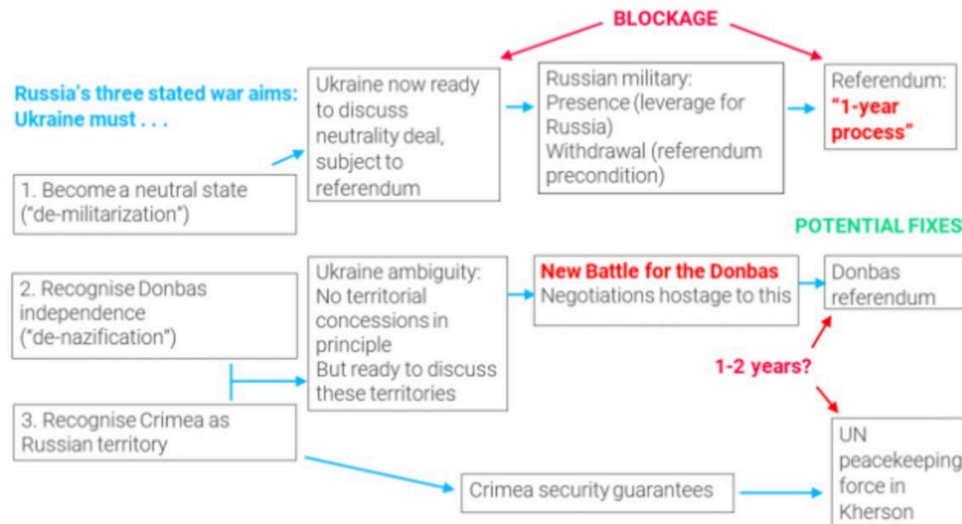 BLOCKAGE
Russia's three stated war aims:
Ukraine must . . .
1. Become a neutral state
("de-militarization")
Ukraine now ready
to discuss
neutrality deal,
subject to
referendum
Russian military:
Presence (leverage for
Russia)
Withdrawal (referendum
precondition)
Referendum:
"1-year
process"
POTENTIAL FIXES
2. Recognise Donbas
independence
("de-nazification")
Ukraine ambiguity:
No territorial
concessions in
principle
But ready to discuss
these territories
New Battle for the Donbas
Negotiations hostage to this
Donbas
referendum
1-2 years?
3. Recognise Crimea as
Russian territory
Crimea security guarantees
UN
peacekeeping
force in
Kherson